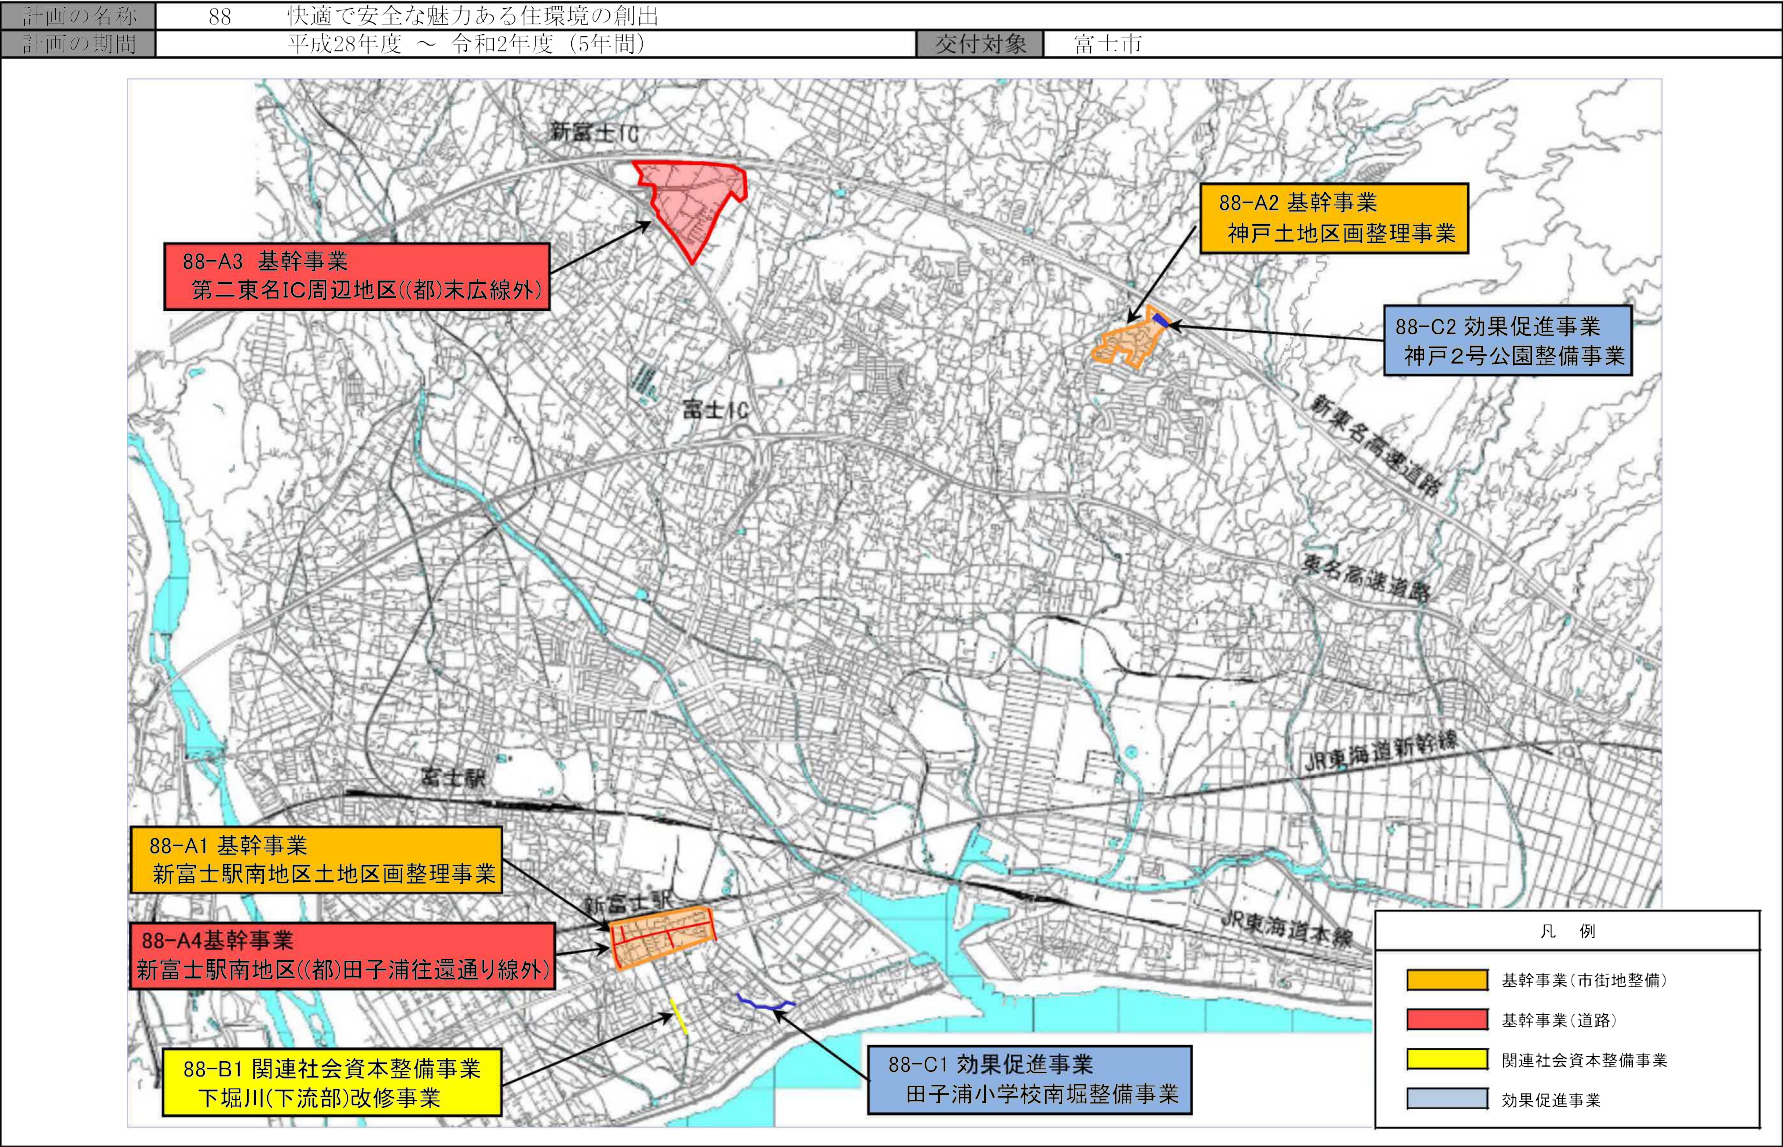 計画の名称 88 快適で安全な魅力ある住環境の創出
計画の期間 平成28年度 ～ 令和2年度 (5年間) 交付対象 富士市
新富士IC
88-A2 基幹事業
神戸土地区画整理事業
88-A3 基幹事業
第二東名IC周辺地区((都)末広線外)
88-C2 効果促進事業
神戸２号公園整備事業
富士IC
新東名高速道路
東名高速道路
JR東海道新幹線
富士駅
88-A1 基幹事業
新富士駅南地区土地区画整理事業
新富士駅
88-A4基幹事業
新富士駅南地区((都)田子浦往還通り線外)
JR東海道本線
88-B1 関連社会資本整備事業
下堀川(下流部)改修事業
88-C1 効果促進事業
田子浦小学校南堀整備事業
凡 例
基幹事業(市街地整備)
基幹事業(道路)
関連社会資本整備事業
効果促進事業